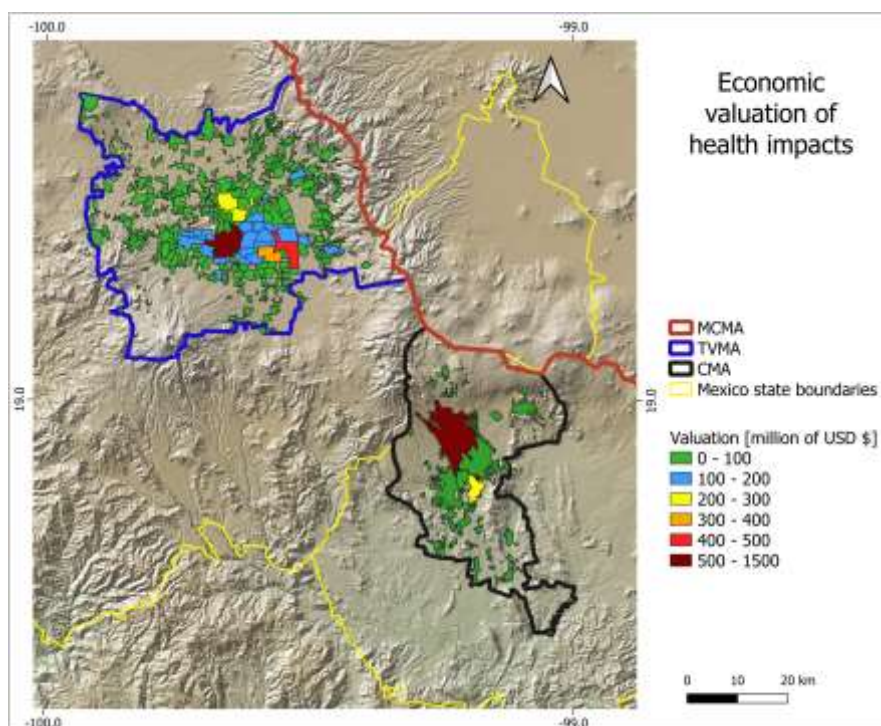 -100.0
-99.0
Economic
valuation of
health impacts
MCMA
TVMA
CMA
Mexico state boundaries
19.0
19.0
Valuation [million of USD $]
0 - 100
100 - 200
200 - 300
300 - 400
400 - 500
500 - 1500
0 10 20 km
-100.0
-99.0